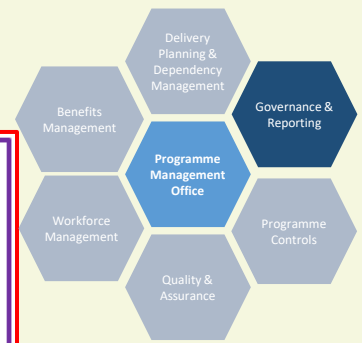 Delivery
Planning &
Dependency
Management
Governance &
Reporting
Benefits
Management
Programme
Management
Office
Workforce
Management
Programme
Controls
Quality &
Assurance